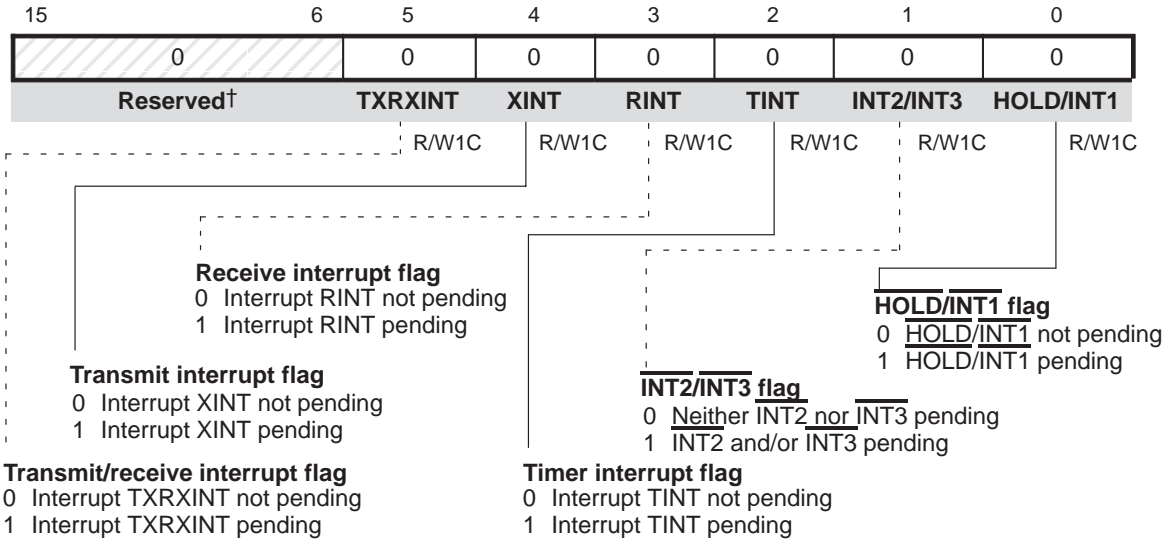 15 6 5 4 3 2 1 0
0 0 0 0 0 0 0
Reserved† TXRXINT XINT RINT TINT INT2/INT3 HOLD/INT1
R/W1C R/W1C R/W1C R/W1C R/W1C R/W1C
Receive interrupt flag
0 Interrupt RINT not pending
1 Interrupt RINT pending
HOLD/INT1 flag
0 HOLD/INT1 not pending
1 HOLD/INT1 pending
Transmit interrupt flag
0 Interrupt XINT not pending
1 Interrupt XINT pending
INT2/INT3 flag
0 Neither INT2 nor INT3 pending
1 INT2 and/or INT3 pending
Transmit/receive interrupt flag
0 Interrupt TXRXINT not pending
1 Interrupt TXRXINT pending
Timer interrupt flag
0 Interrupt TINT not pending
1 Interrupt TINT pending